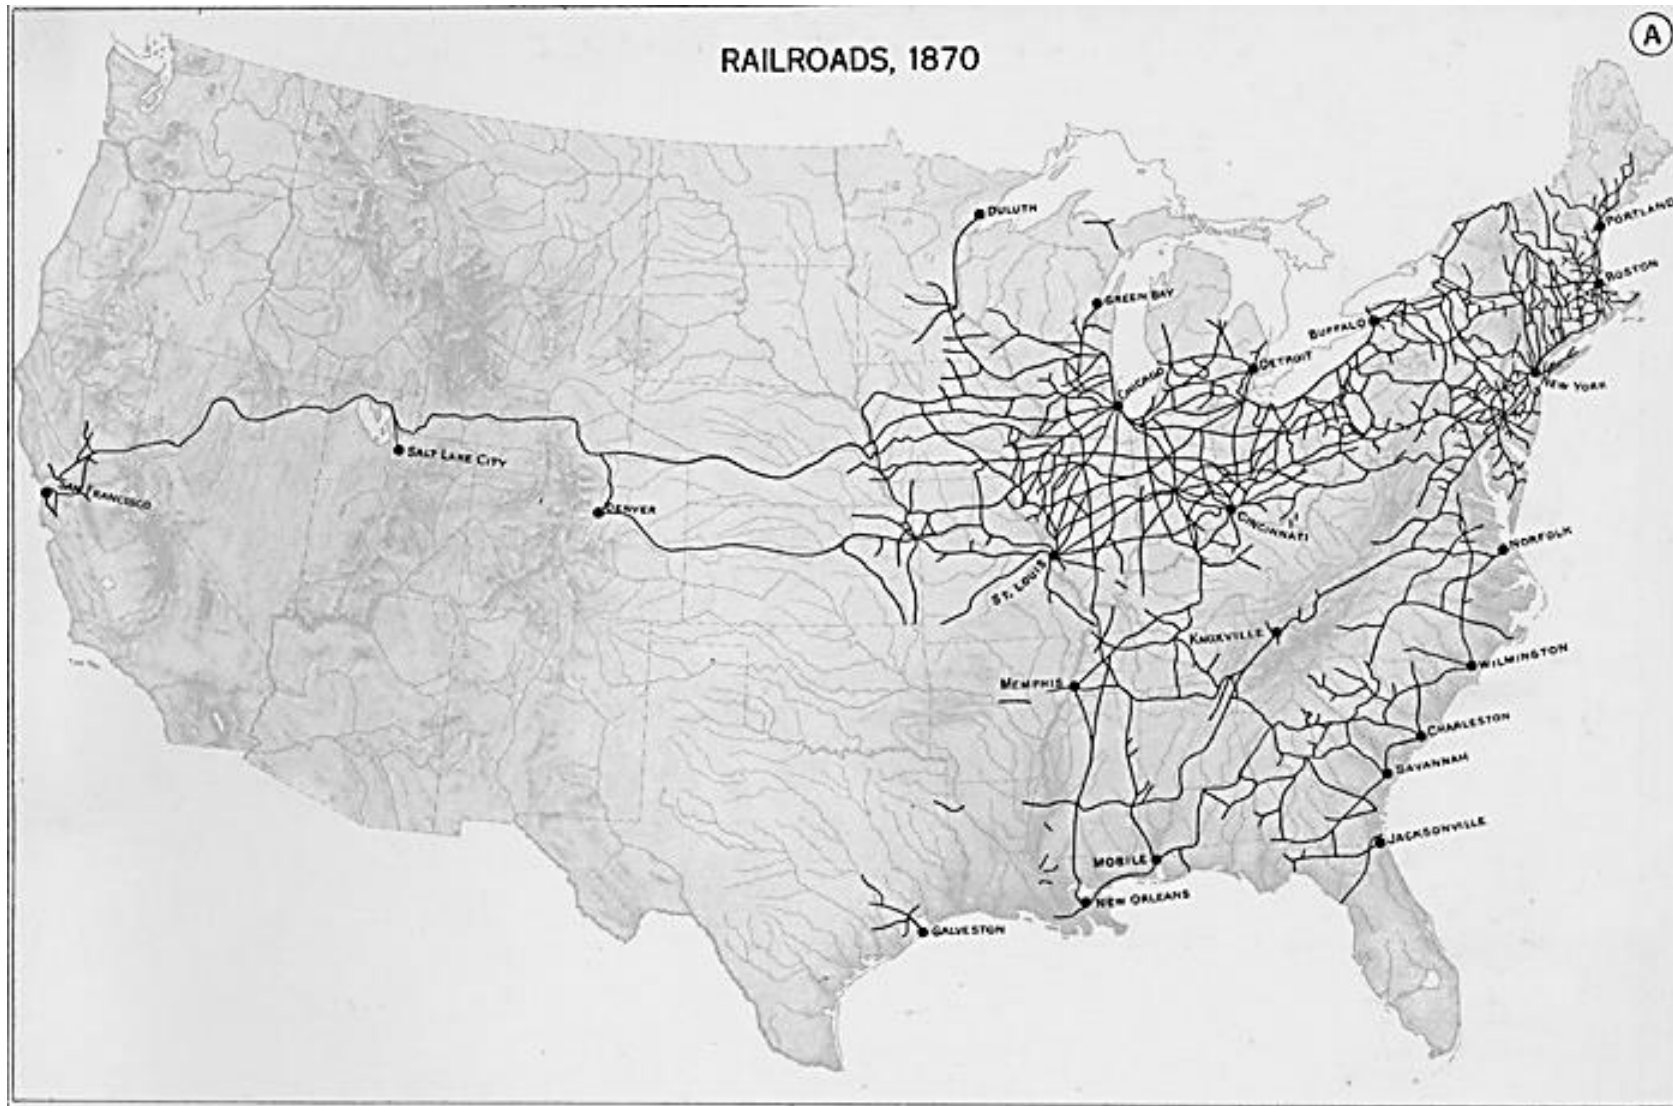 A
RAILROADS, 1870
DULUTH
PORTLAND
GREEN BAY
BOSTON
BUFFALO
DETROIT
CHICAGO
NEW YORK
SALT LAKE CITY
SAN FRANCISCO
DENVER
CINCINNATI
NORFOLK
ST. LOUIS
KNOXVILLE
WILMINGTON
MEMPHIS
CHARLESTON
SAVANNAH
JACKSONVILLE
MOBILE
NEW ORLEANS
GALVESTON